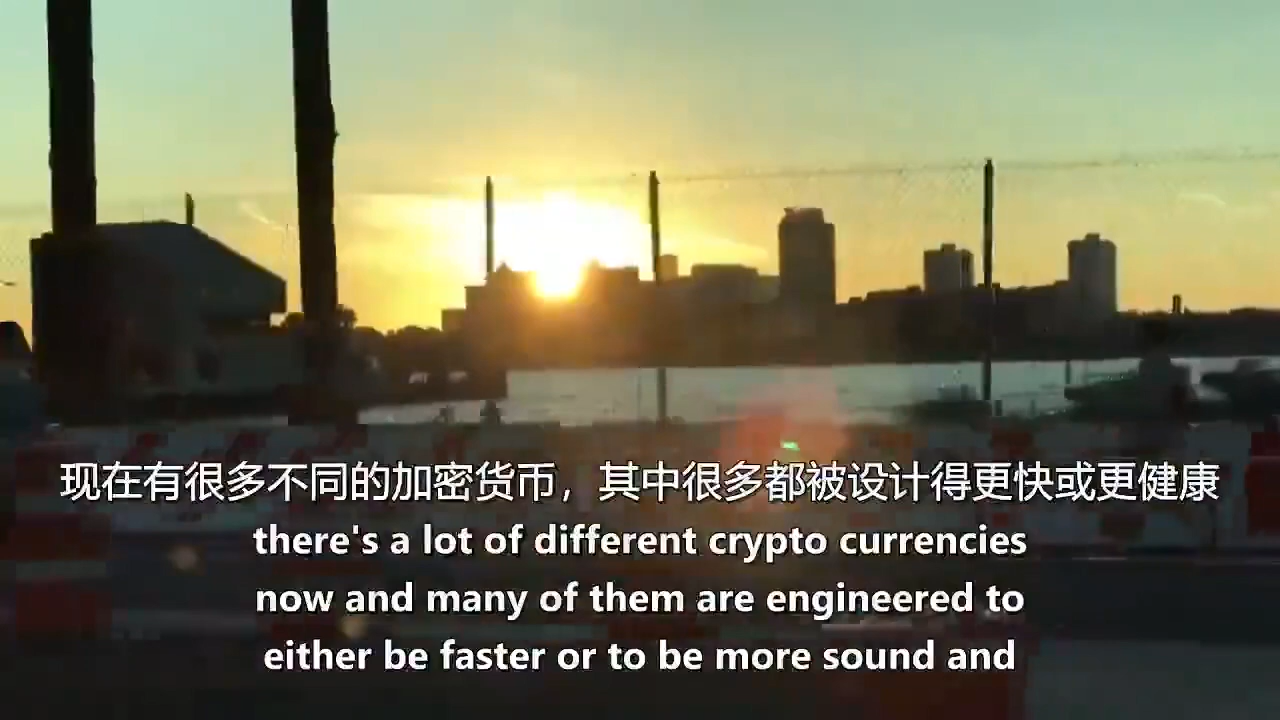 现在有很多不同的加密货币，其中很多都被设计得更快或更健康
there's a lot of different crypto currencies
now and many of them are engineered to
either be faster or to be more sound and